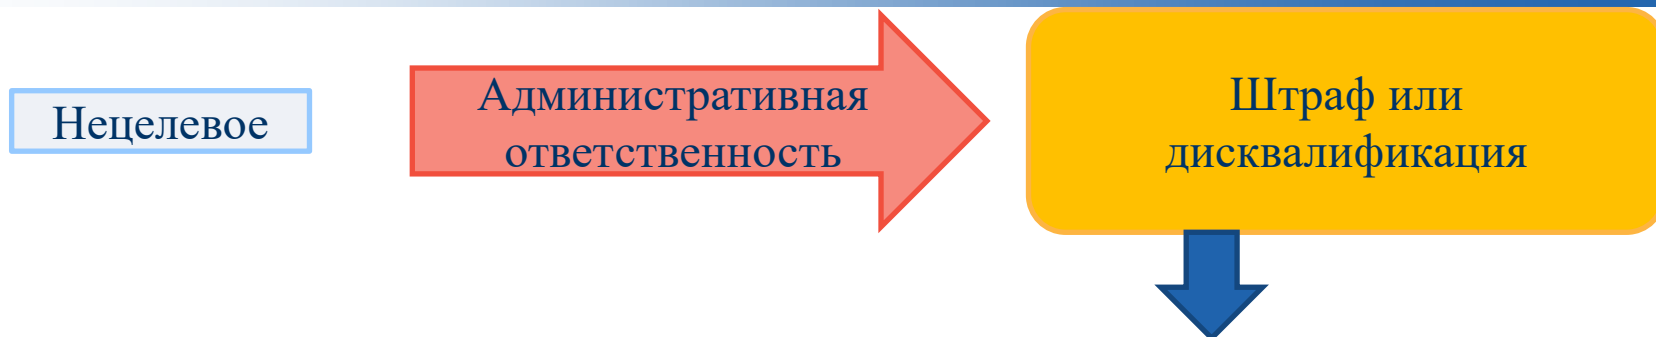 Нецелевое
Административная
ответственность
Штраф или
дисквалификация